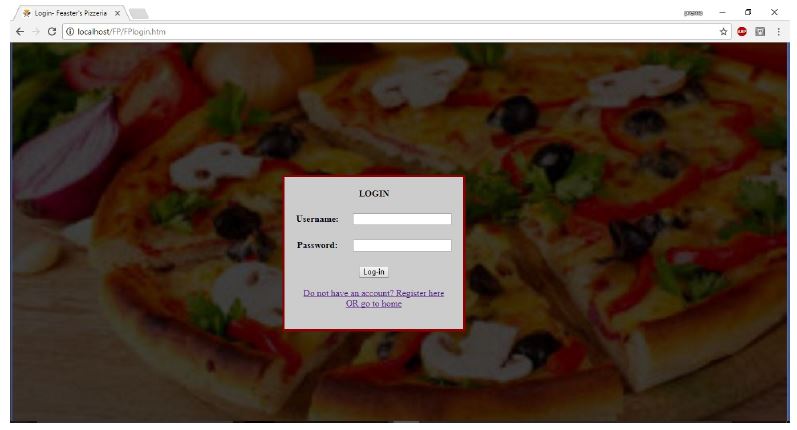 Login- Feaster's Pizzeria
localhost/FP/FPlogin.htm
LOGIN
Username:
Password:
Log-in
Do not have an account? Register here
OR go to home